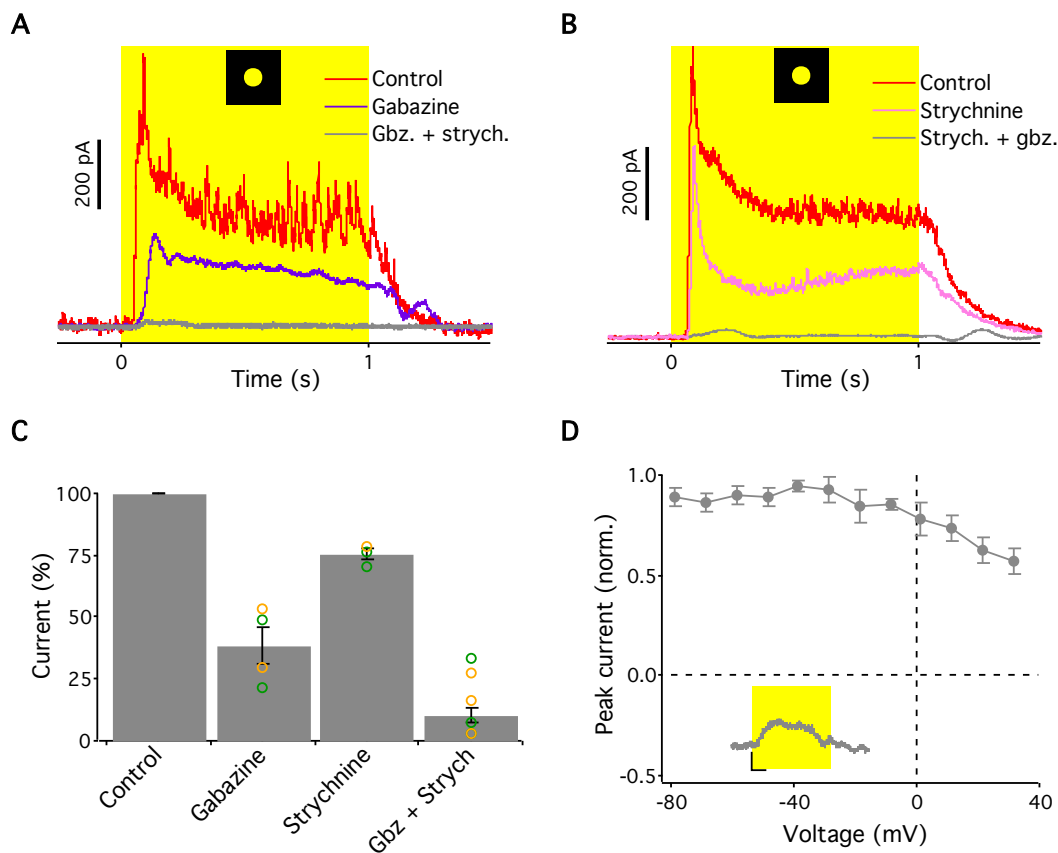 A
Control
Gabazine
Gbz. + strych.
200 pA
0
1
Time (s)
B
Control
Strychnine
Strych. + gbz.
200 pA
0
1
Time (s)
C
100
75
50
25
0
Current (%)
Control
Gabazine
Strychnine
Gbz + Strych
D
1.0
0.5
0.0
-0.5
Peak current (norm.)
-80
-40
0
40
Voltage (mV)